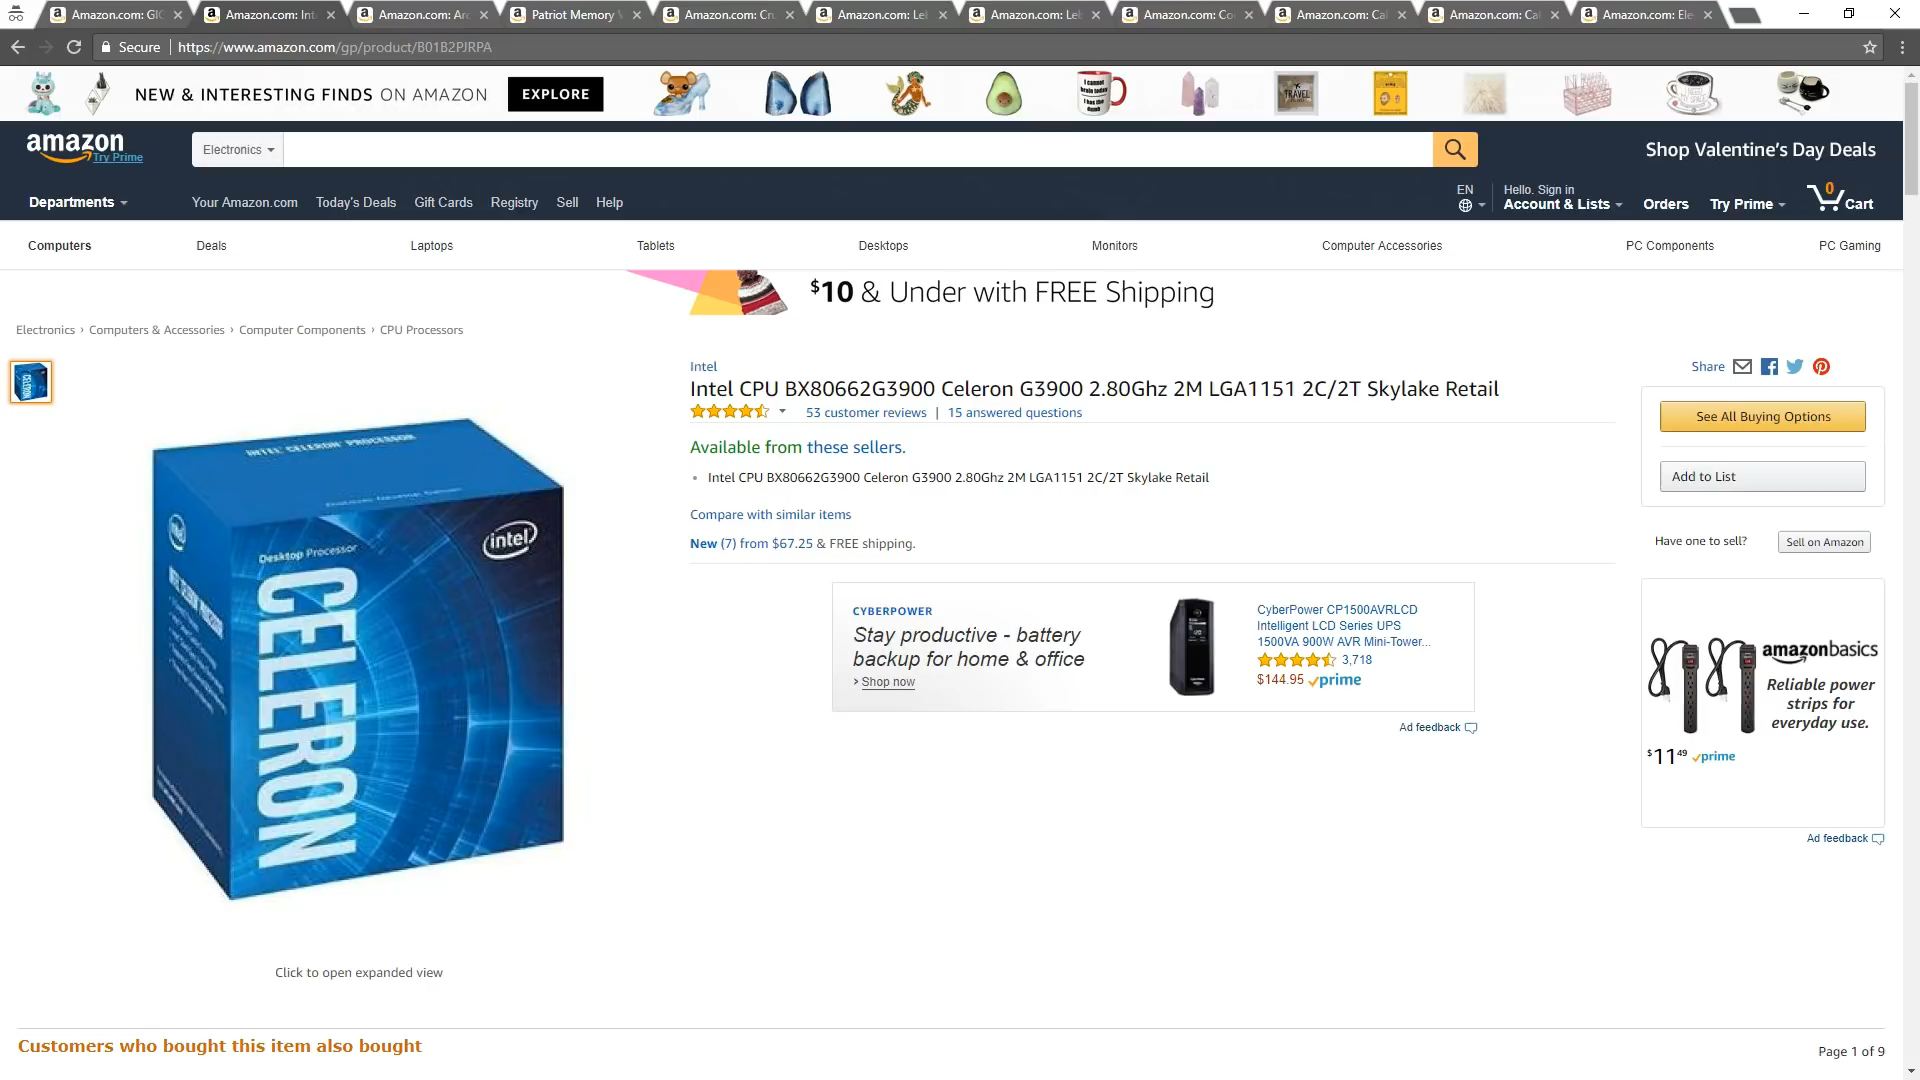 Amazon.com: GIG
Amazon.com: Int
Amazon.com: Arc
Patriot Memory V
Amazon.com: Cru
Amazon.com: Lei
Amazon.com: Lei
Amazon.com: Co
Amazon.com: Cal
Amazon.com: Cal
Amazon.com: Ele
Secure
https://www.amazon.com/gp/product/B01B2PJRPA
NEW & INTERESTING FINDS ON AMAZON
EXPLORE
amazon
Try Prime
Electronics
Shop Valentine's Day Deals
Departments
Your Amazon.com
Today's Deals
Gift Cards
Registry
Sell
Help
EN
Hello. Sign in
Account & Lists
Orders
Try Prime
0
Cart
Computers
Deals
Laptops
Tablets
Desktops
Monitors
Computer Accessories
PC Components
PC Gaming
$10 & Under with FREE Shipping
Electronics › Computers & Accessories › Computer Components › CPU Processors
Intel
Intel CPU BX80662G3900 Celeron G3900 2.80Ghz 2M LGA1151 2C/2T Skylake Retail
53 customer reviews | 15 answered questions
Available from these sellers.
Intel CPU BX80662G3900 Celeron G3900 2.80Ghz 2M LGA1151 2C/2T Skylake Retail
Compare with similar items
New (7) from $67.25 & FREE shipping.
Share
See All Buying Options
Add to List
Have one to sell?
Sell on Amazon
INTEL CELERON PROCESSOR
intel
Desktop Processor
CELERON
Click to open expanded view
CYBERPOWER
Stay productive - battery
backup for home & office
› Shop now
CyberPower CP1500AVRLCD
Intelligent LCD Series UPS
1500VA 900W AVR Mini-Tower...
3,718
$144.95 prime
Ad feedback
amazonbasics
Reliable power
strips for
everyday use.
$11 49 prime
Ad feedback
Customers who bought this item also bought
Page 1 of 9